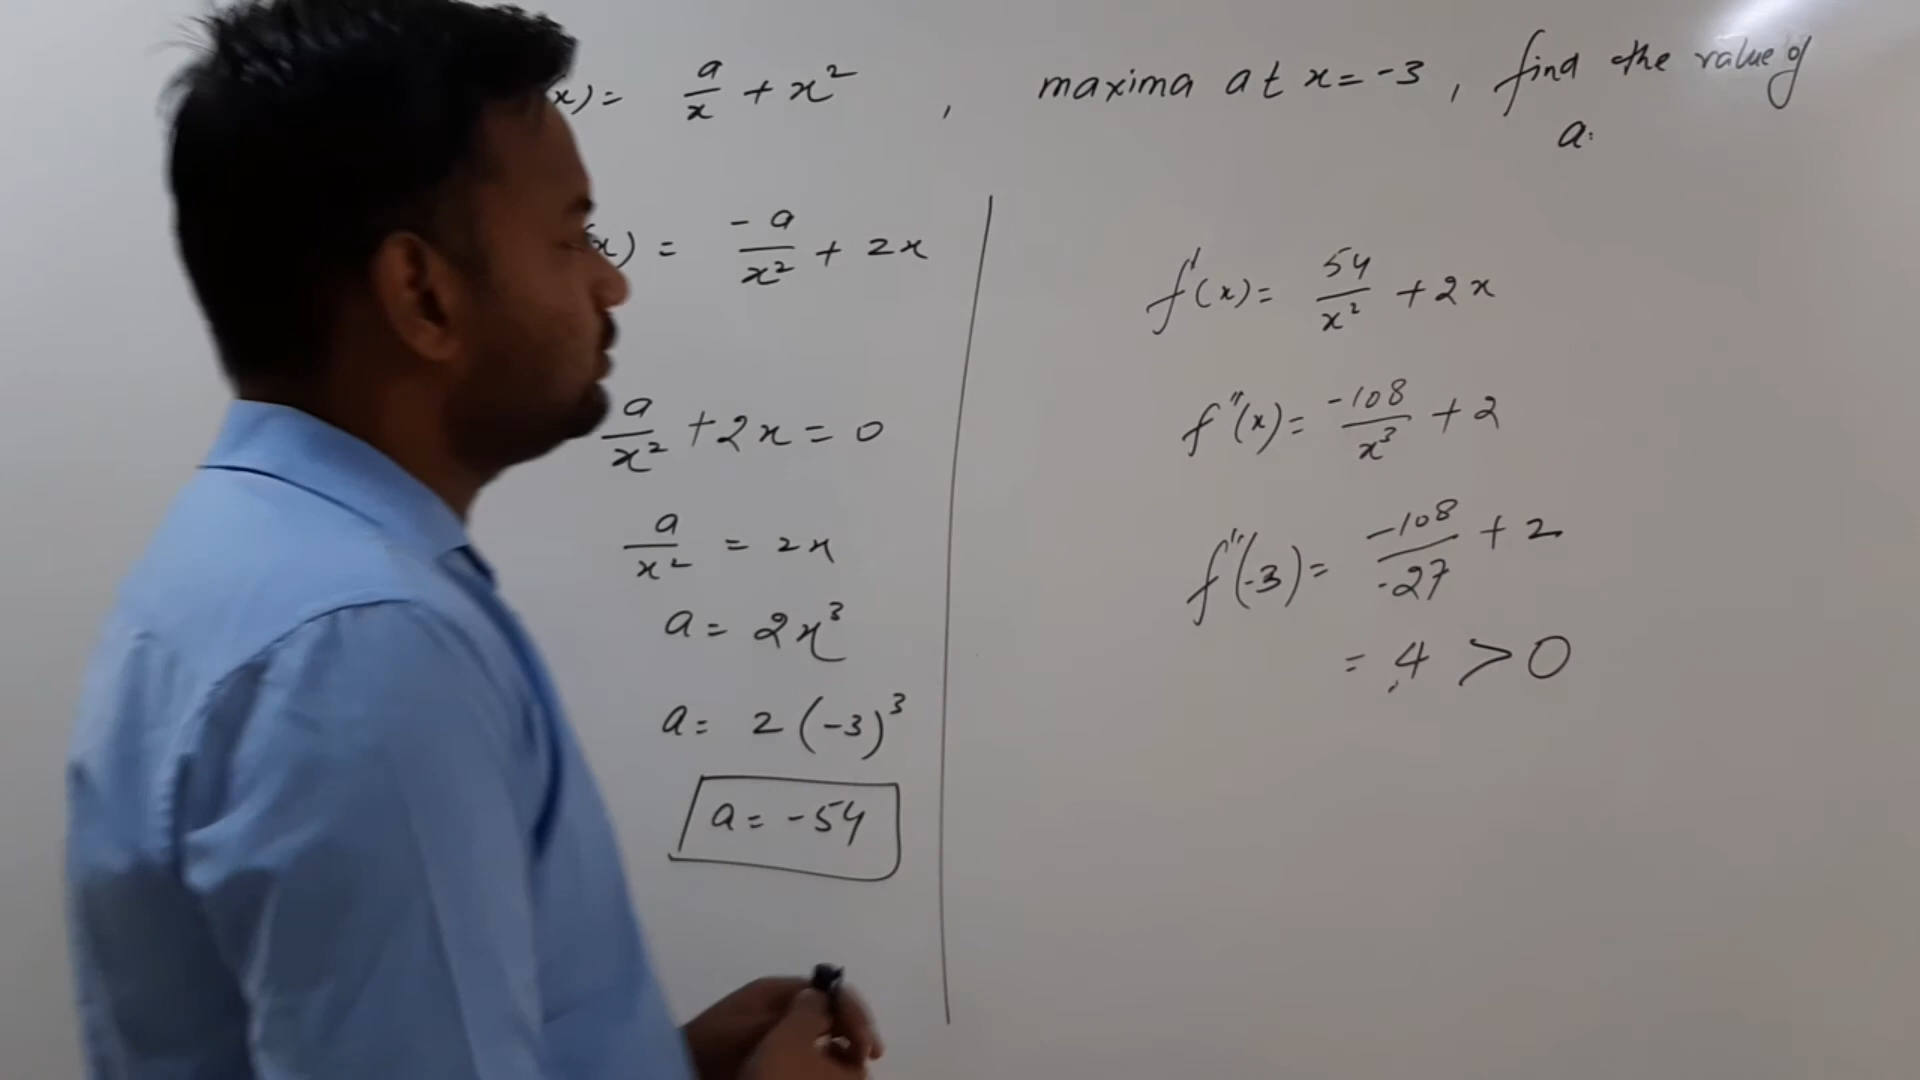 x) = a/x + x² , maxima at x = -3 , find the value of
a.
x) = -a/x² + 2x
a/x² + 2x = 0
a/x² = 2x
a = 2x³
a = 2(-3)³
a = -54
f'(x) = 54/x² + 2x
f''(x) = -108/x³ + 2
f''(-3) = -108/-27 + 2
= 4 > 0